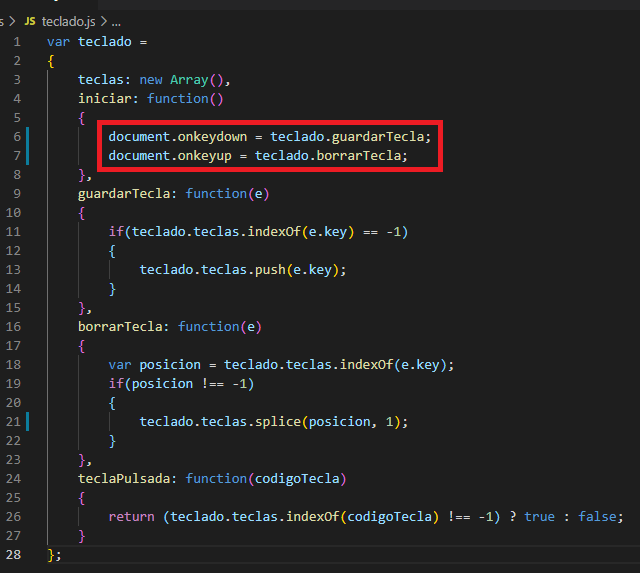 s > JS teclado.js > ...
1 var teclado =
2 {
3 teclas: new Array(),
4 iniciar: function()
5 {
6 document.onkeydown = teclado.guardarTecla;
7 document.onkeyup = teclado.borrarTecla;
8 },
9 guardarTecla: function(e)
10 {
11 if(teclado.teclas.indexOf(e.key) == -1)
12 {
13 teclado.teclas.push(e.key);
14 }
15 },
16 borrarTecla: function(e)
17 {
18 var posicion = teclado.teclas.indexOf(e.key);
19 if(posicion !== -1)
20 {
21 teclado.teclas.splice(posicion, 1);
22 }
23 },
24 teclaPulsada: function(codigoTecla)
25 {
26 return (teclado.teclas.indexOf(codigoTecla) !== -1) ? true : false;
27 }
28 };